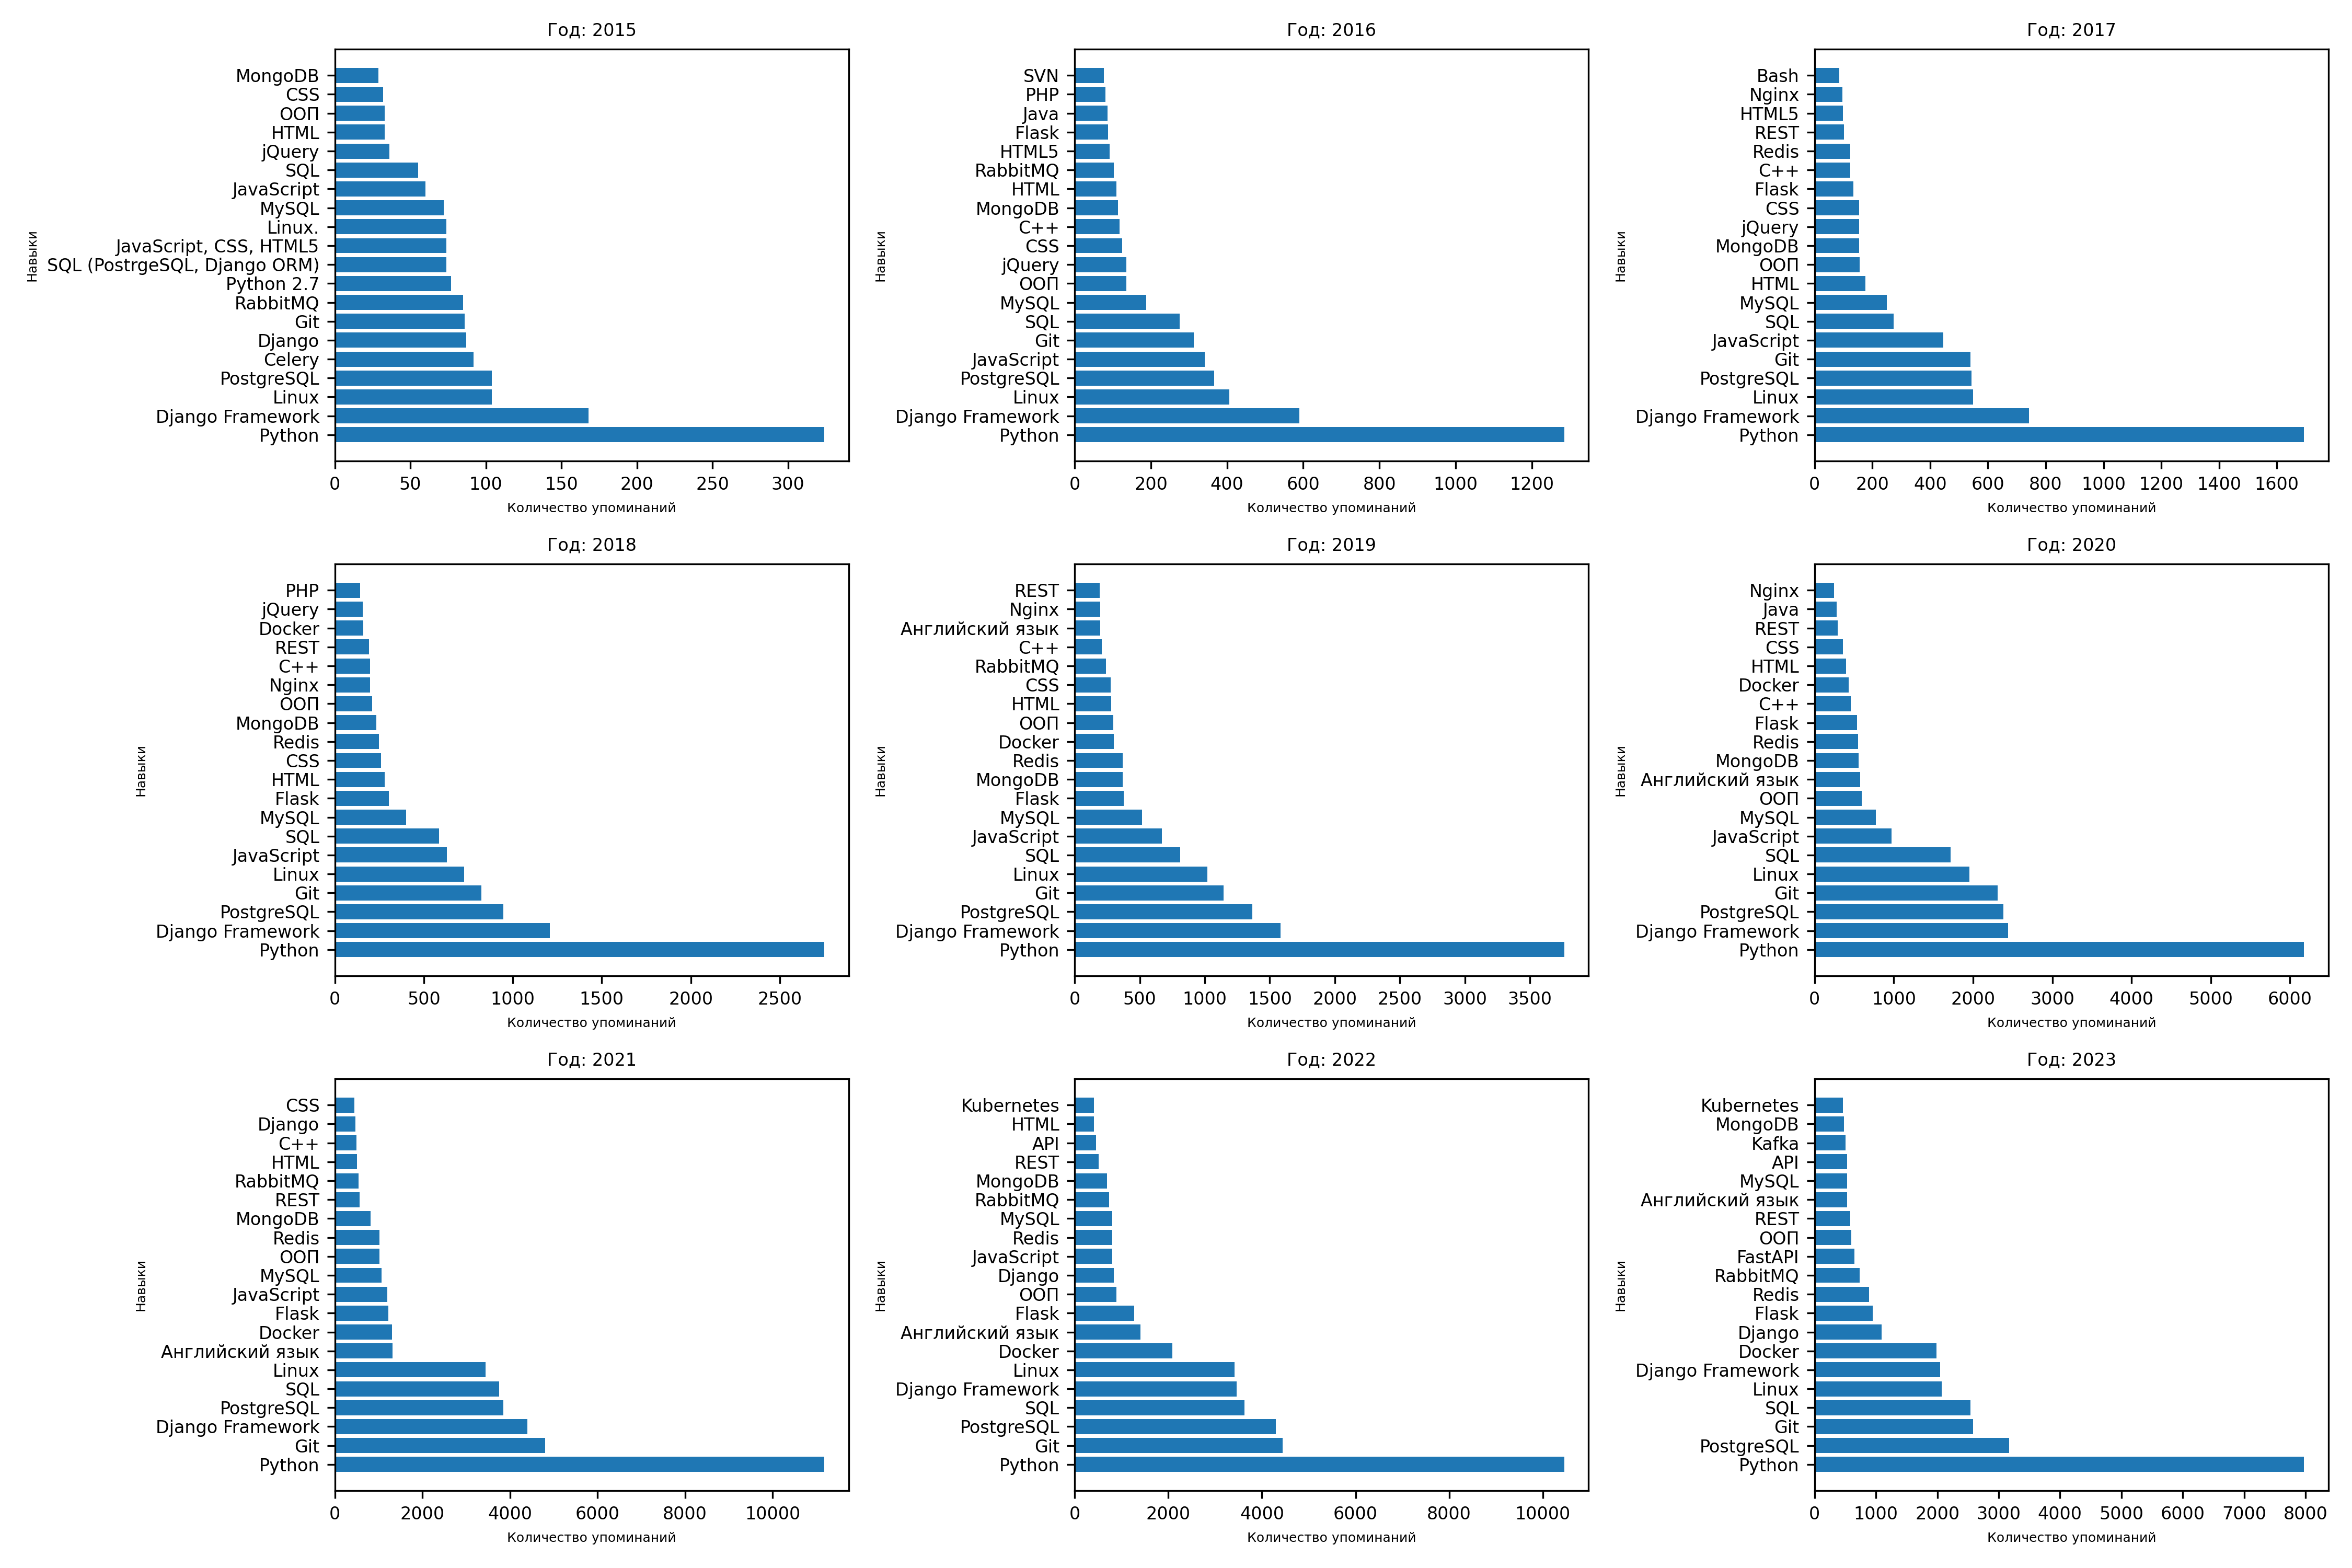 Год: 2015
Навыки
MongoDB
CSS
ООП
HTML
jQuery
SQL
JavaScript
MySQL
Linux.
JavaScript, CSS, HTML5
SQL (PostrgeSQL, Django ORM)
Python 2.7
RabbitMQ
Git
Django
Celery
PostgreSQL
Linux
Django Framework
Python
0 50 100 150 200 250 300
Количество упоминаний
Год: 2016
Навыки
SVN
PHP
Java
Flask
HTML5
RabbitMQ
HTML
MongoDB
C++
CSS
jQuery
ООП
MySQL
SQL
Git
JavaScript
PostgreSQL
Linux
Django Framework
Python
0 200 400 600 800 1000 1200
Количество упоминаний
Год: 2017
Навыки
Bash
Nginx
HTML5
REST
Redis
C++
Flask
CSS
jQuery
MongoDB
ООП
HTML
MySQL
SQL
JavaScript
Git
PostgreSQL
Linux
Django Framework
Python
0 200 400 600 800 1000 1200 1400 1600
Количество упоминаний
Год: 2018
Навыки
PHP
jQuery
Docker
REST
C++
Nginx
ООП
MongoDB
Redis
CSS
HTML
Flask
MySQL
SQL
JavaScript
Linux
Git
PostgreSQL
Django Framework
Python
0 500 1000 1500 2000 2500
Количество упоминаний
Год: 2019
Навыки
REST
Nginx
Английский язык
C++
RabbitMQ
CSS
HTML
ООП
Docker
Redis
MongoDB
Flask
MySQL
JavaScript
SQL
Linux
Git
PostgreSQL
Django Framework
Python
0 500 1000 1500 2000 2500 3000 3500
Количество упоминаний
Год: 2020
Навыки
Nginx
Java
REST
CSS
HTML
Docker
C++
Flask
Redis
MongoDB
Английский язык
ООП
MySQL
JavaScript
SQL
Linux
Git
PostgreSQL
Django Framework
Python
0 1000 2000 3000 4000 5000 6000
Количество упоминаний
Год: 2021
Навыки
CSS
Django
C++
HTML
RabbitMQ
REST
MongoDB
Redis
ООП
MySQL
JavaScript
Flask
Docker
Английский язык
Linux
SQL
PostgreSQL
Django Framework
Git
Python
0 2000 4000 6000 8000 10000
Количество упоминаний
Год: 2022
Навыки
Kubernetes
HTML
API
REST
MongoDB
RabbitMQ
MySQL
Redis
JavaScript
Django
ООП
Flask
Английский язык
Docker
Linux
Django Framework
SQL
PostgreSQL
Git
Python
0 2000 4000 6000 8000 10000
Количество упоминаний
Год: 2023
Навыки
Kubernetes
MongoDB
Kafka
API
MySQL
Английский язык
REST
ООП
FastAPI
RabbitMQ
Redis
Flask
Django
Docker
Django Framework
Linux
SQL
Git
PostgreSQL
Python
0 1000 2000 3000 4000 5000 6000 7000 8000
Количество упоминаний